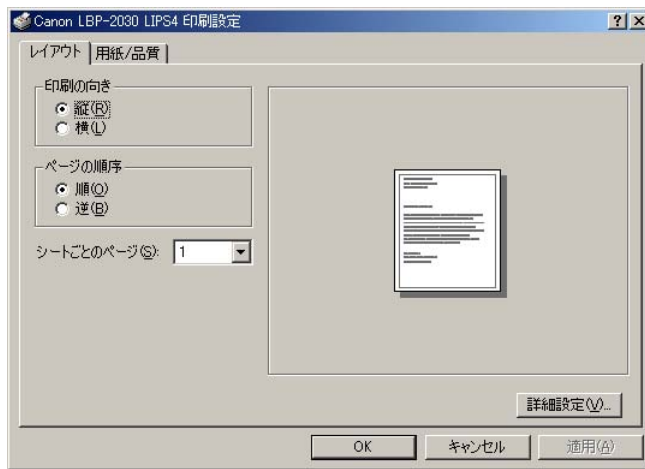 Canon LBP-2030 LIPS4 印刷設定
レイアウト 用紙/品質
印刷の向き
縦(R)
横(L)
ページの順序
順(O)
逆(B)
シートごとのページ(S): 1
詳細設定(V)...
OK キャンセル 適用(A)